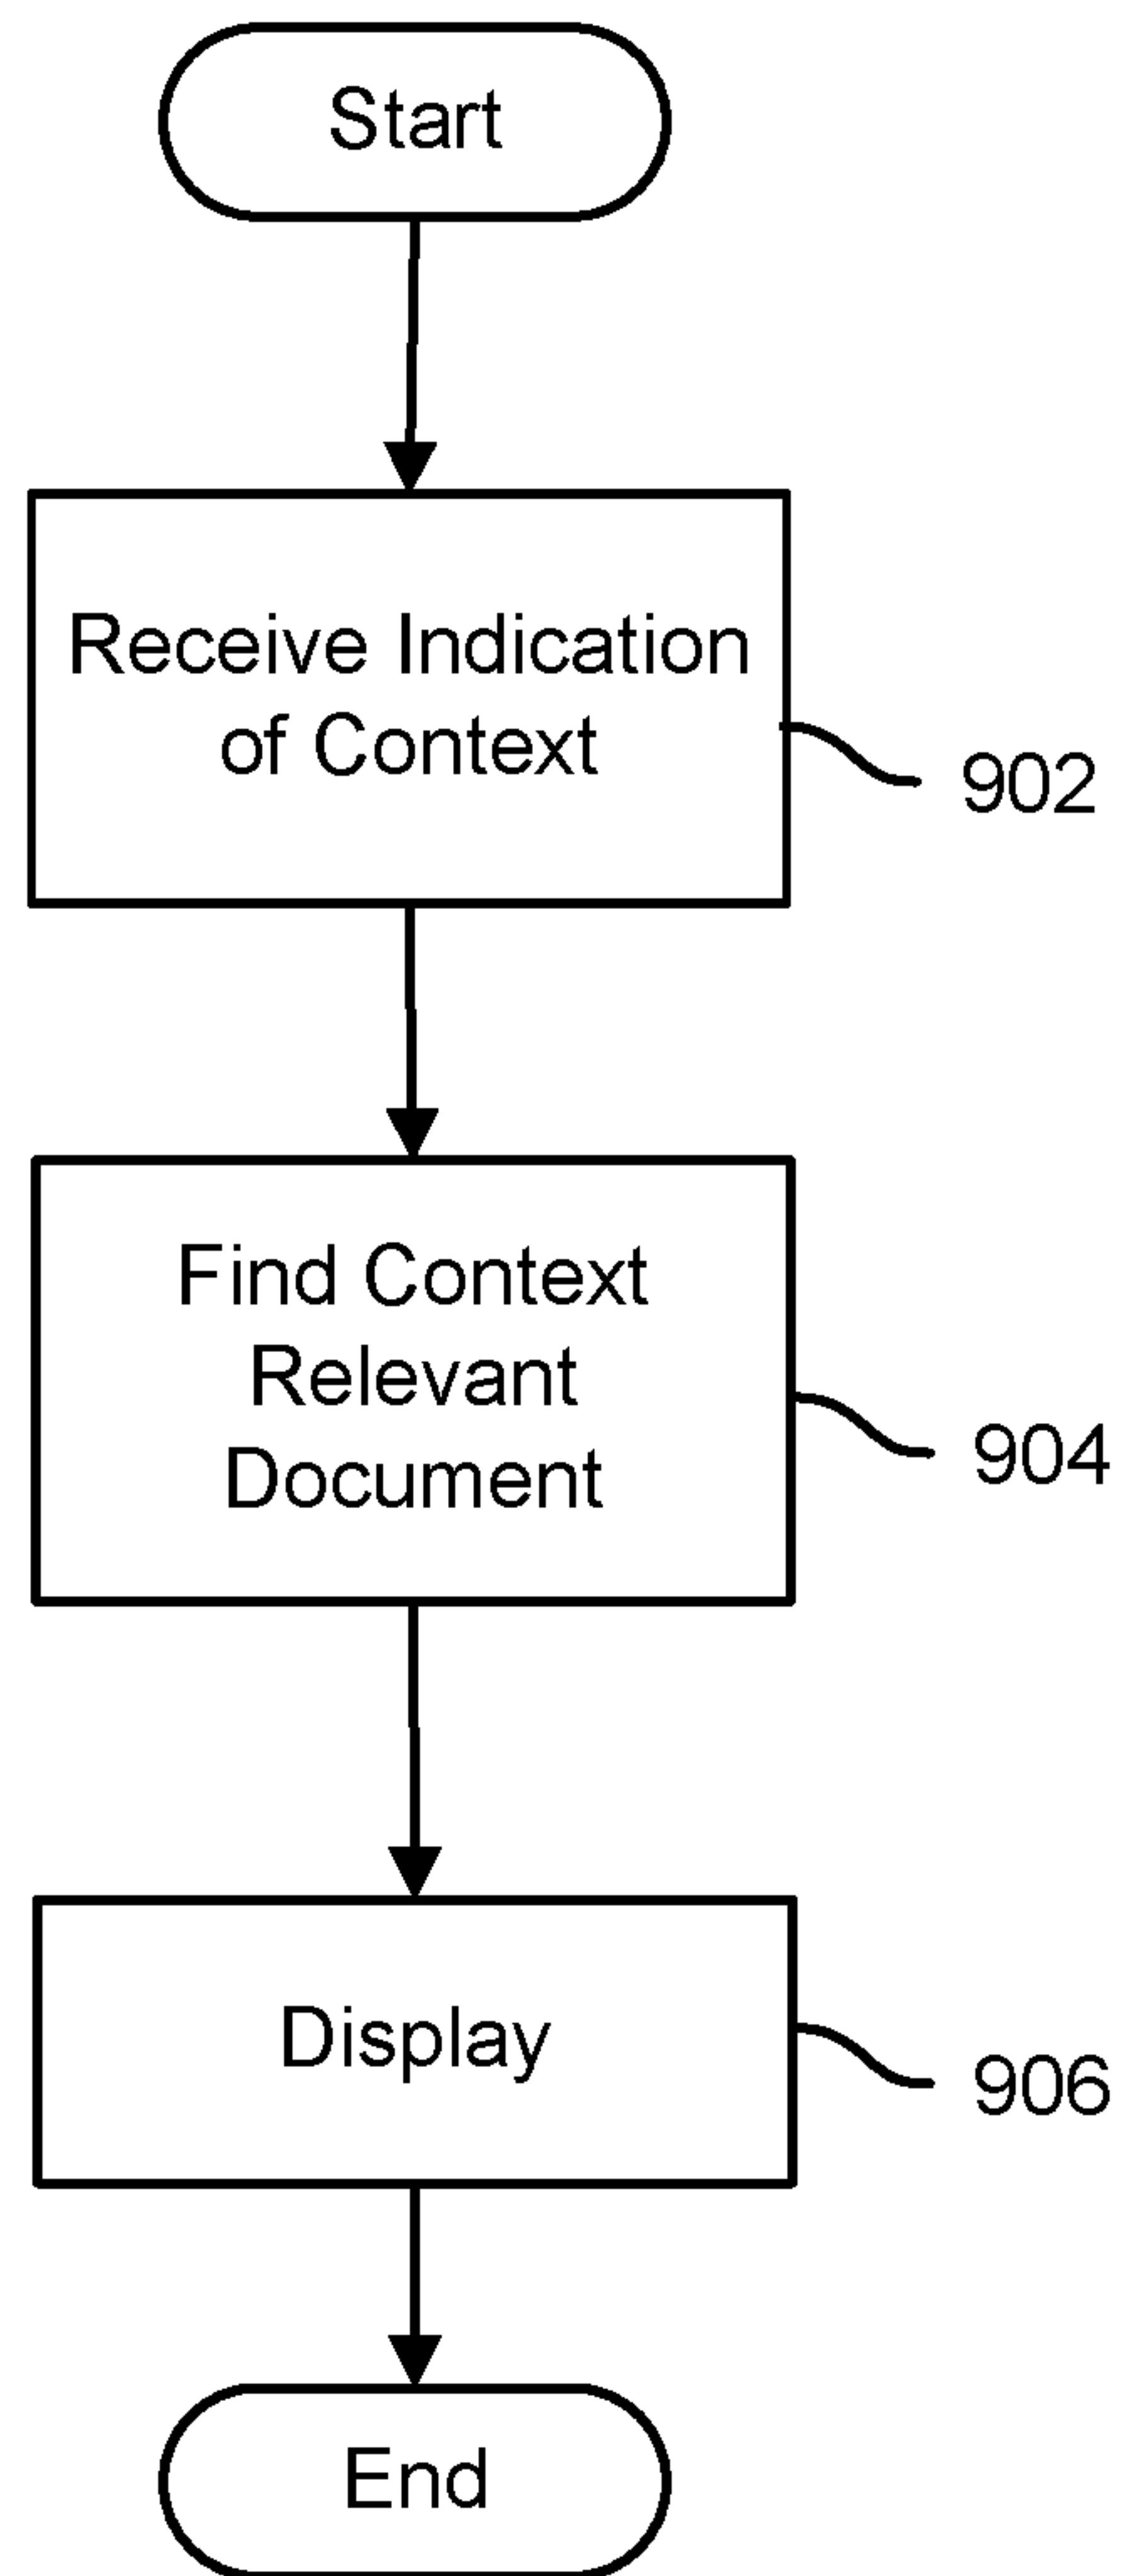 Start
Receive Indication
of Context
902
Find Context
Relevant
Document
904
Display
906
End